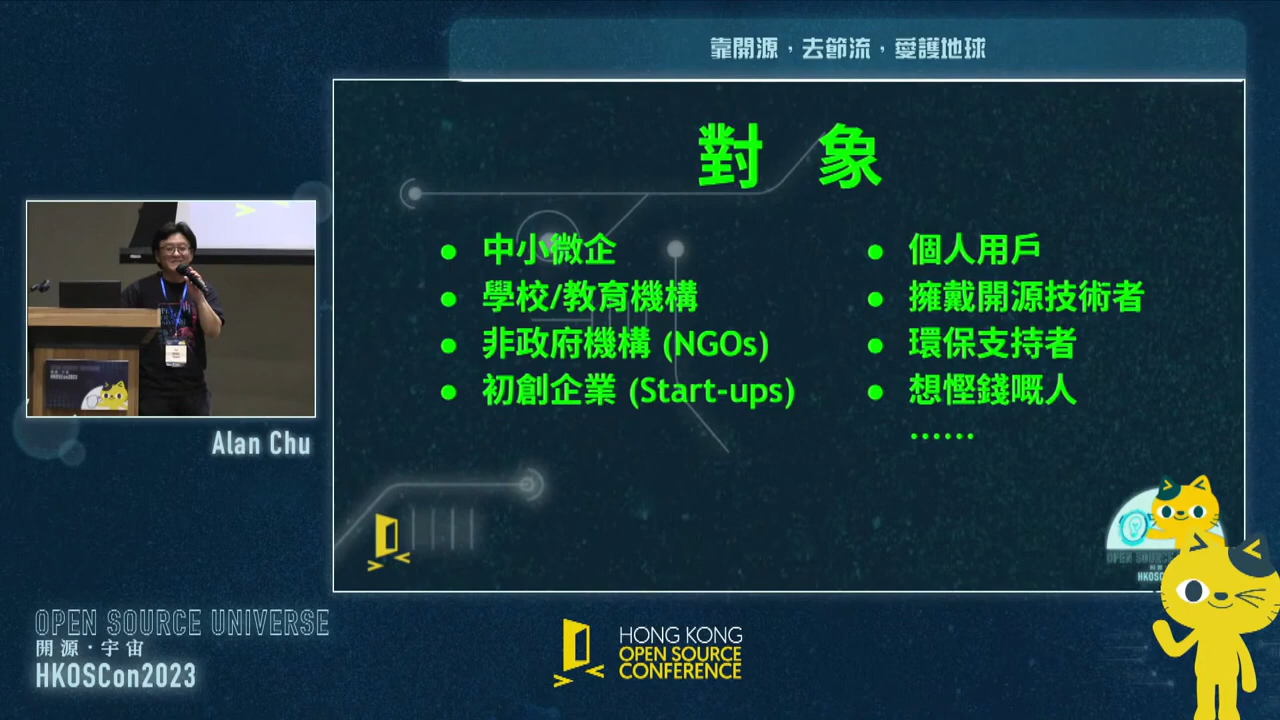 靠開源，去節流，愛護地球
對 象
● 中小微企
● 學校/教育機構
● 非政府機構 (NGOs)
● 初創企業 (Start-ups)
● 個人用戶
● 擁戴開源技術者
● 環保支持者
● 想慳錢嘅人
......
Alan Chu
OPEN SOURCE UNIVERSE
開源·宇宙
HKOSCon2023
HONG KONG
OPEN SOURCE
CONFERENCE
HKOSCon2023